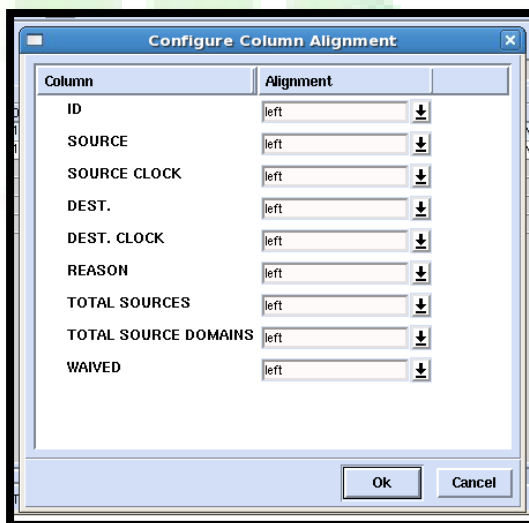 Configure Column Alignment
Column Alignment
ID left
SOURCE left
SOURCE CLOCK left
DEST. left
DEST. CLOCK left
REASON left
TOTAL SOURCES left
TOTAL SOURCE DOMAINS left
WAIVED left
Ok Cancel